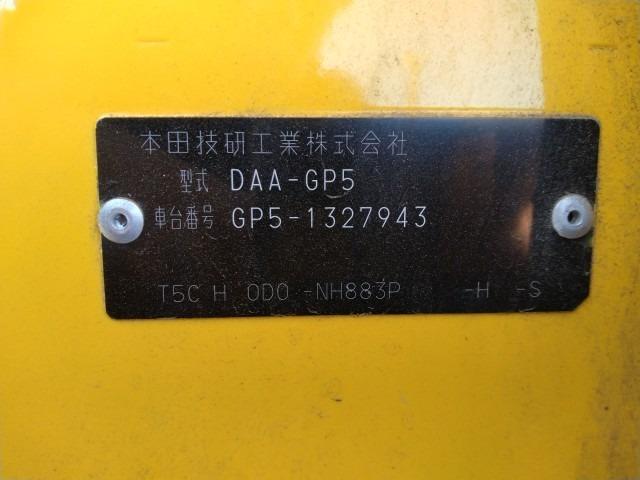 本田技研工業株式会社
型式 DAA-GP5
車台番号 GP5-1327943
T5C H 0D0 -NH883P -H -S